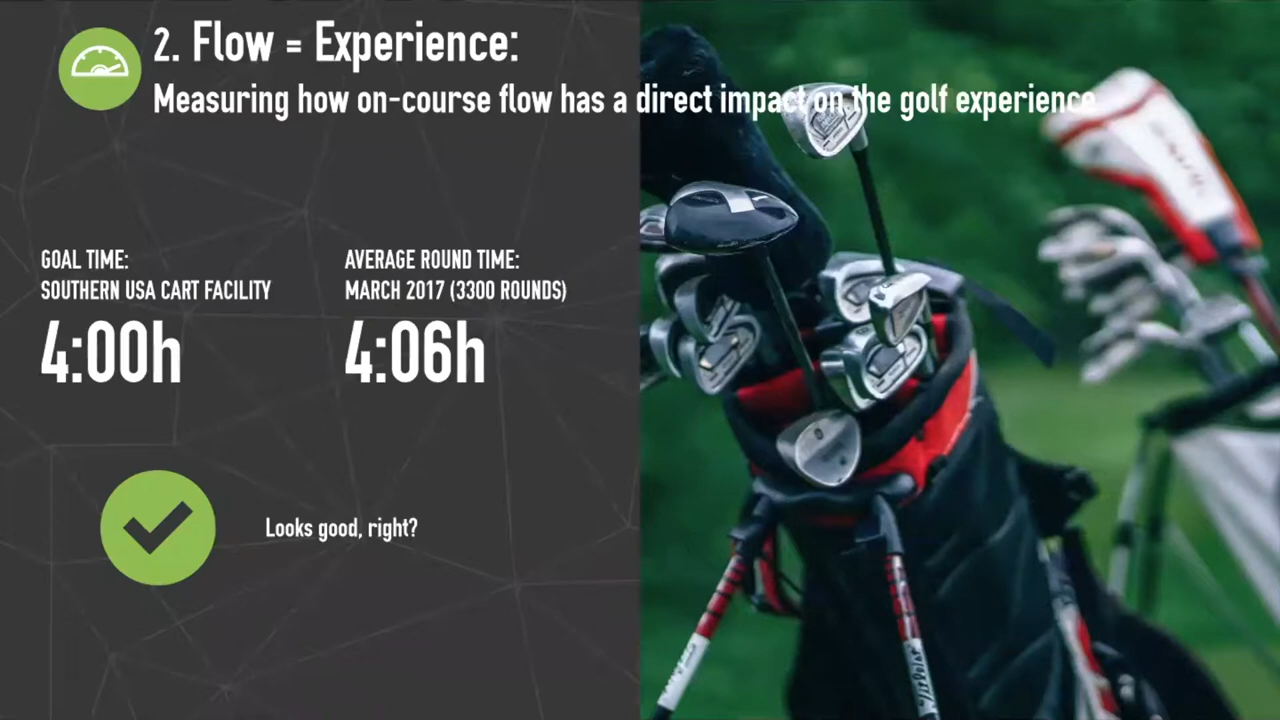 2. Flow = Experience:
Measuring how on-course flow has a direct impact on the golf experience
GOAL TIME:
SOUTHERN USA CART FACILITY
4:00h
AVERAGE ROUND TIME:
MARCH 2017 (3300 ROUNDS)
4:06h
Looks good, right?
Titleist